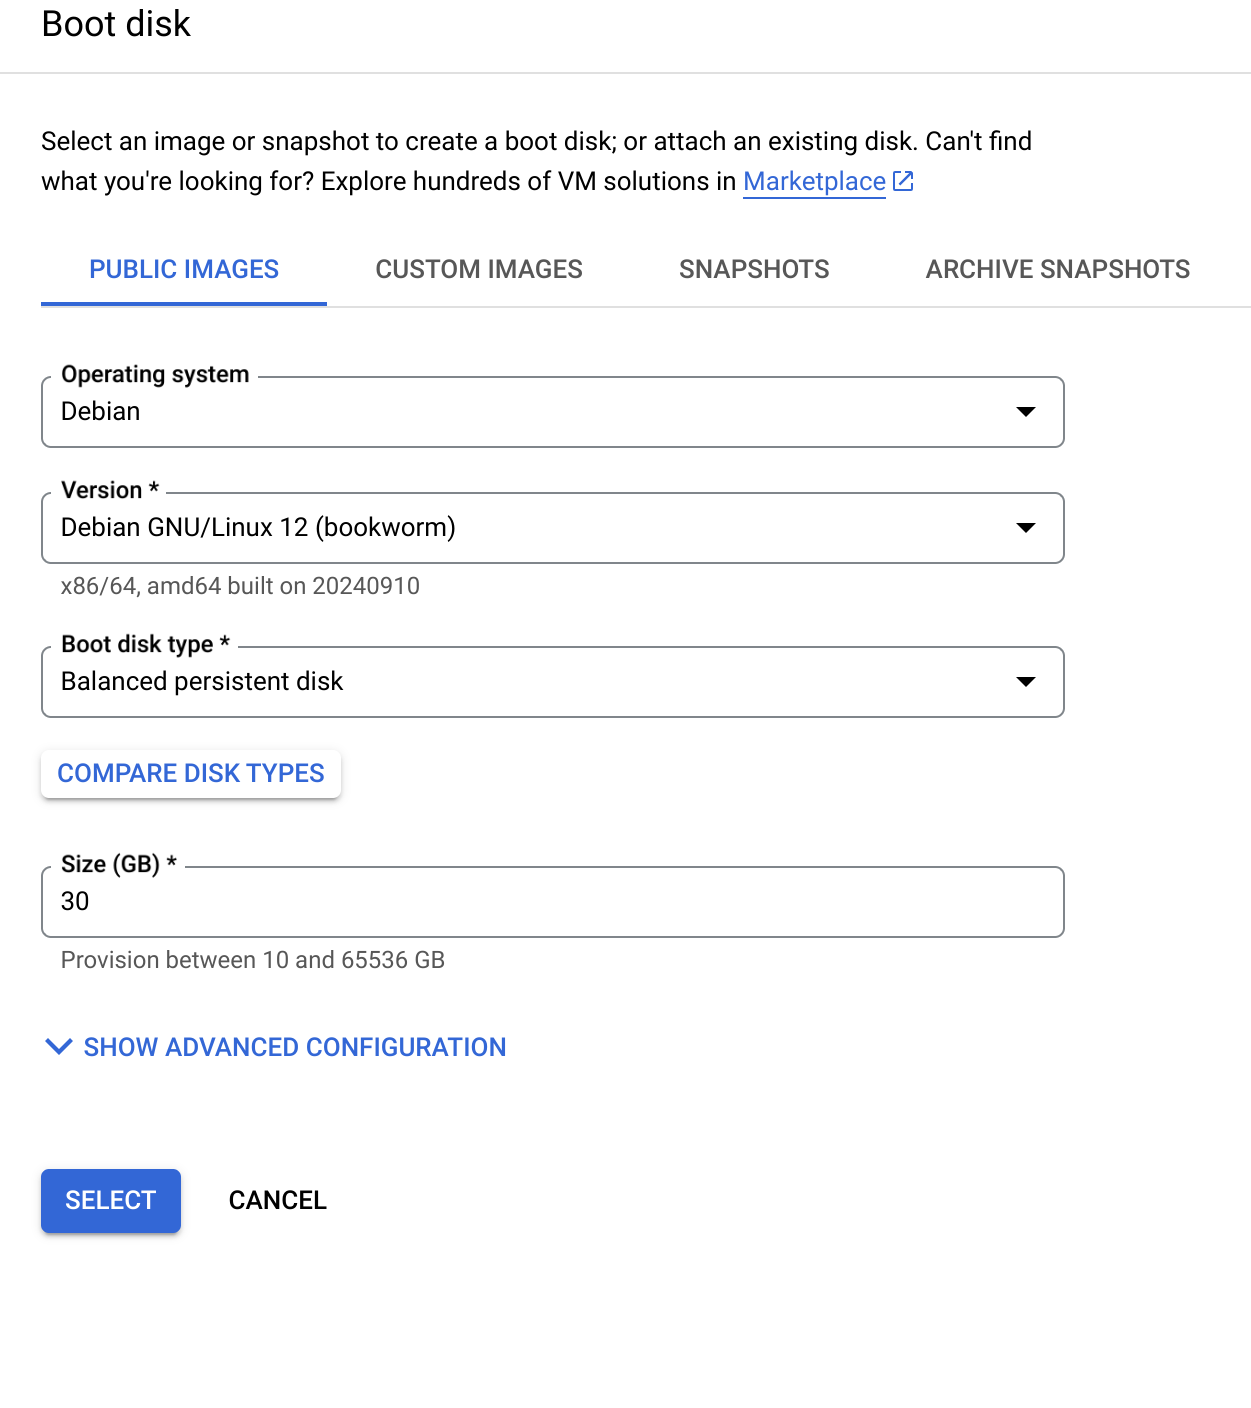 Boot disk
Select an image or snapshot to create a boot disk; or attach an existing disk. Can't find
what you're looking for? Explore hundreds of VM solutions in Marketplace
PUBLIC IMAGES CUSTOM IMAGES SNAPSHOTS ARCHIVE SNAPSHOTS
Operating system
Debian
Version *
Debian GNU/Linux 12 (bookworm)
x86/64, amd64 built on 20240910
Boot disk type *
Balanced persistent disk
COMPARE DISK TYPES
Size (GB) *
30
Provision between 10 and 65536 GB
SHOW ADVANCED CONFIGURATION
SELECT CANCEL